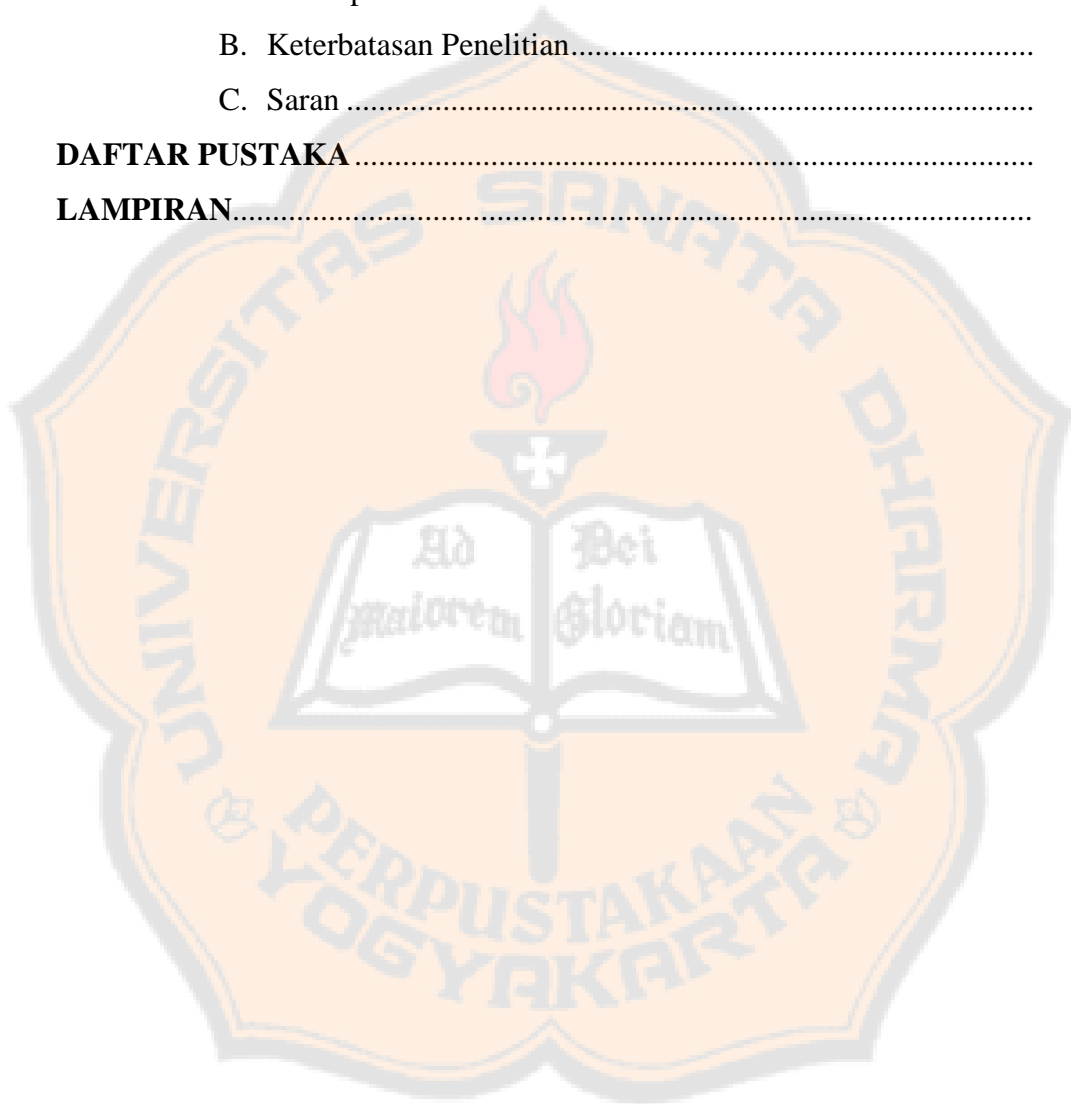 B. Keterbatasan Penelitian..........................................................
C. Saran ......................................................................................
DAFTAR PUSTAKA.....................................................................................
LAMPIRAN....................................................................................................
UNIVERSITAS SANATA DHARMA
Ad Dei
Maiorem Gloriam
PERPUSTAKAAN
YOGYAKARTA